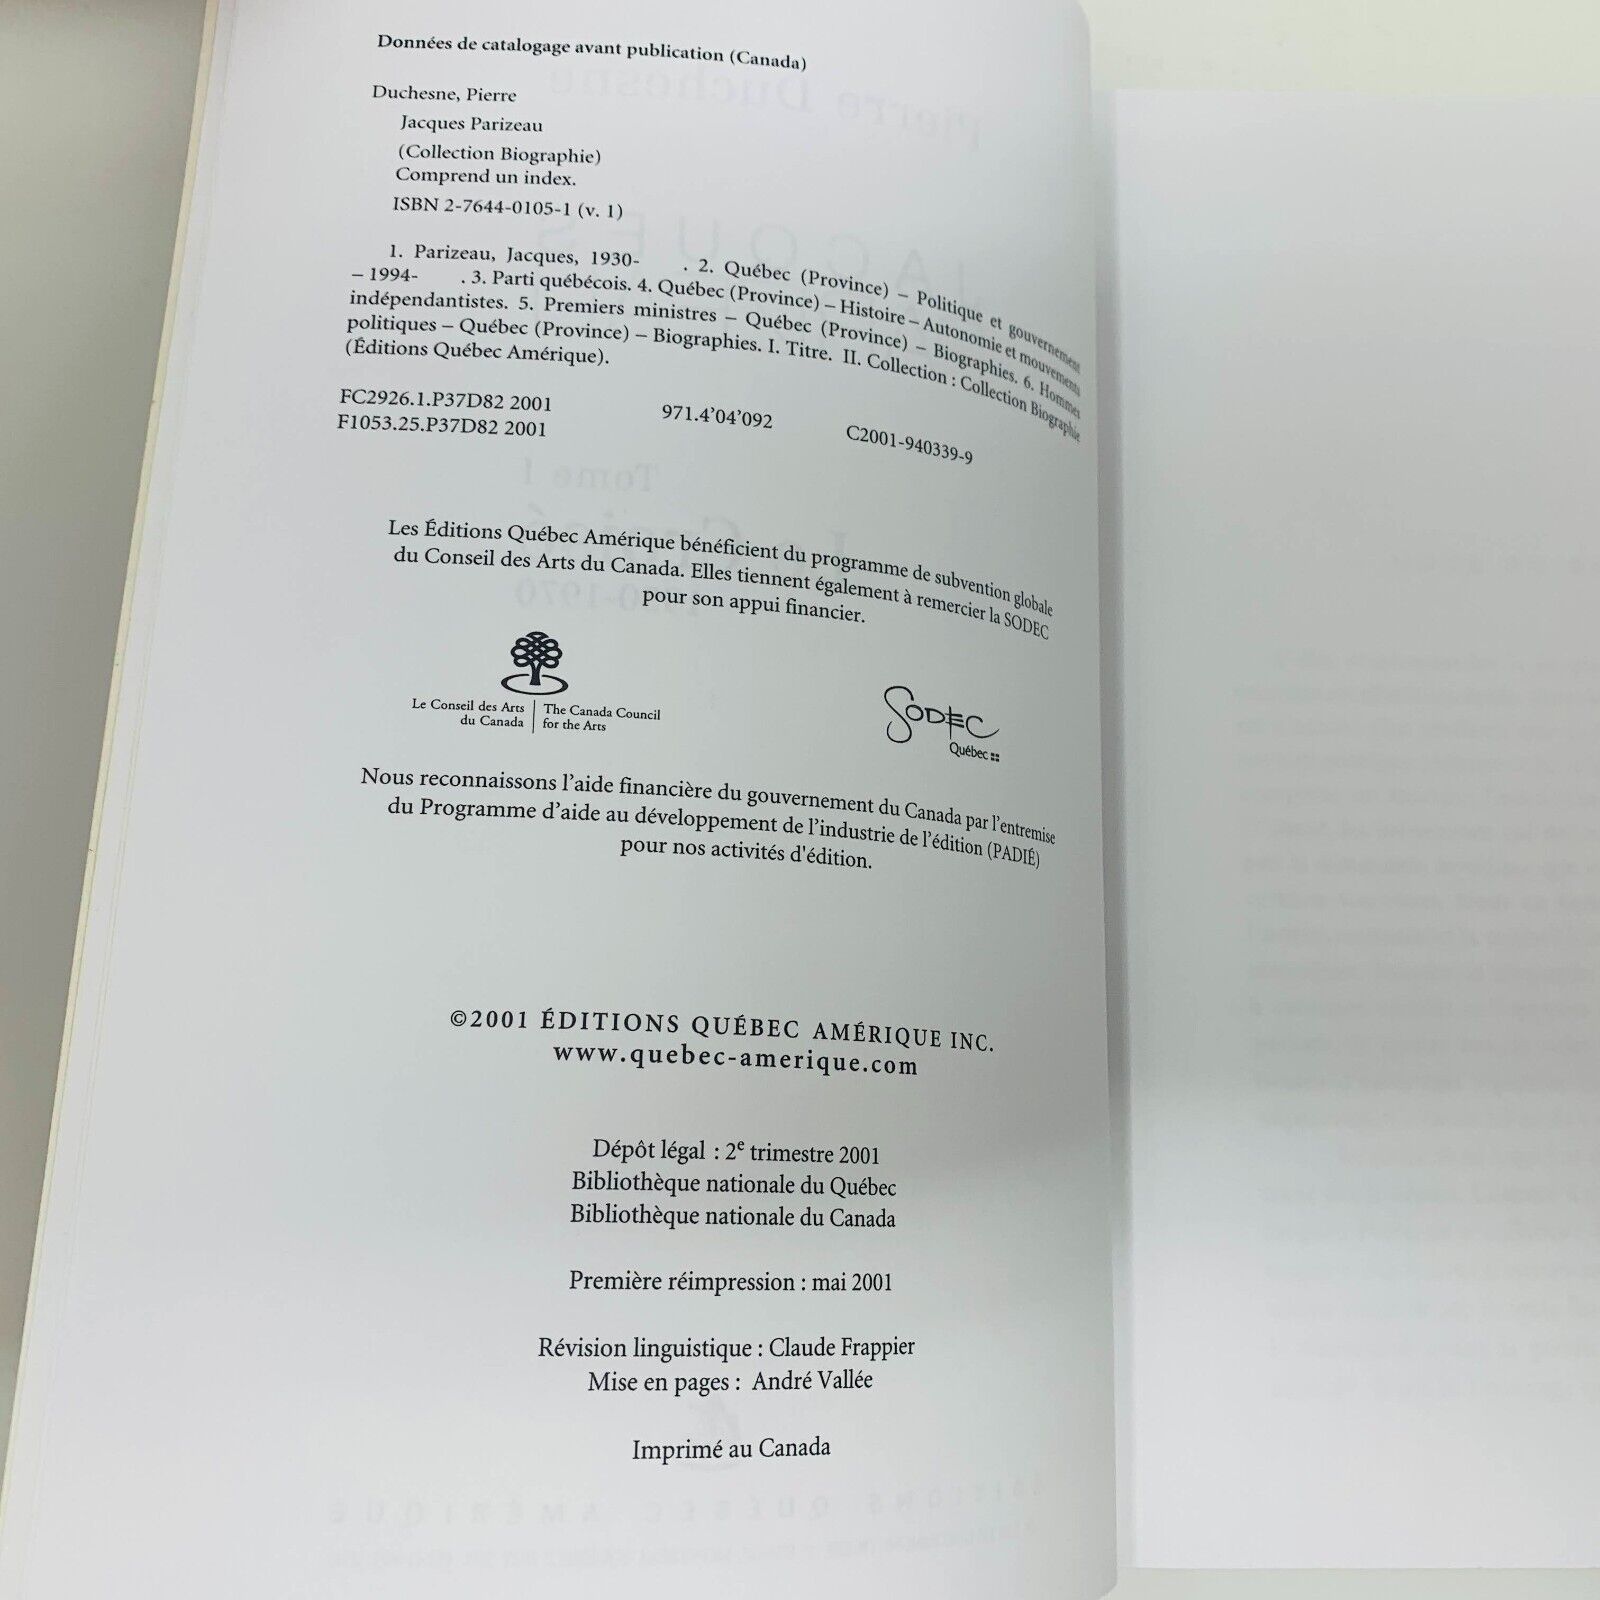 Données de catalogage avant publication (Canada)
Duchesne, Pierre
Jacques Parizeau
(Collection Biographie)
Comprend un index.
ISBN 2-7644-0105-1 (v. 1)
1. Parizeau, Jacques, 1930- . 2. Québec (Province) – Politique et gouvernement
– 1994- . 3. Parti québécois. 4. Québec (Province) – Histoire – Autonomie et mouvements
indépendantistes. 5. Premiers ministres – Québec (Province) – Biographies. 6. Hommes
politiques – Québec (Province) – Biographies. I. Titre. II. Collection : Collection Biographie
(Éditions Québec Amérique).
FC2926.1.P37D82 2001 971.4’04’092 C2001-940339-9
F1053.25.P37D82 2001
Les Éditions Québec Amérique bénéficient du programme de subvention globale
du Conseil des Arts du Canada. Elles tiennent également à remercier la SODEC
pour son appui financier.
Le Conseil des Arts
du Canada
The Canada Council
for the Arts
SODEC
Québec
Nous reconnaissons l’aide financière du gouvernement du Canada par l’entremise
du Programme d’aide au développement de l’industrie de l’édition (PADIÉ)
pour nos activités d'édition.
©2001 ÉDITIONS QUÉBEC AMÉRIQUE INC.
www.quebec-amerique.com
Dépôt légal : 2e trimestre 2001
Bibliothèque nationale du Québec
Bibliothèque nationale du Canada
Première réimpression : mai 2001
Révision linguistique : Claude Frappier
Mise en pages : André Vallée
Imprimé au Canada